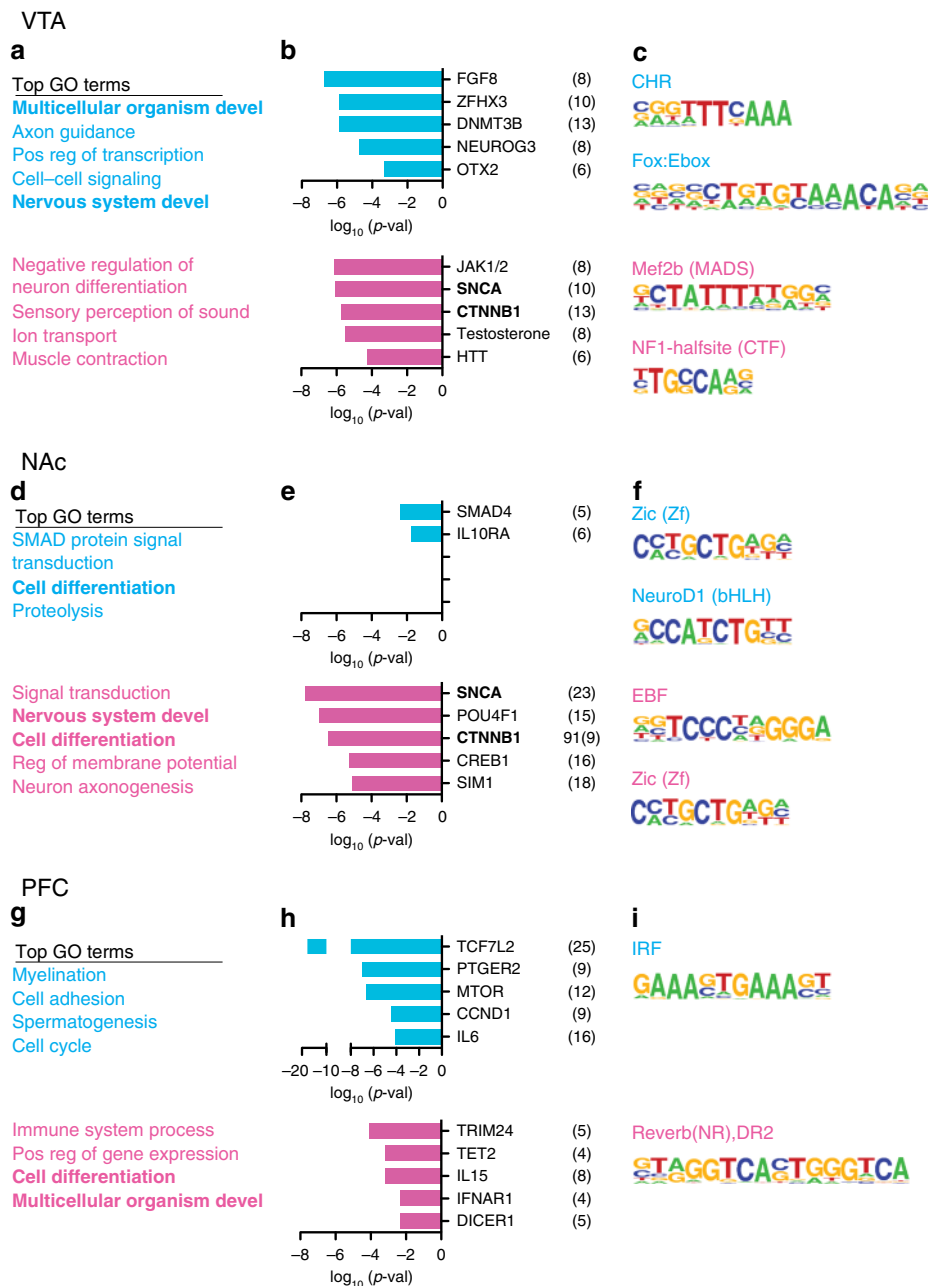 VTA
a
Top GO terms
Multicellular organism devel
Axon guidance
Pos reg of transcription
Cell–cell signaling
Nervous system devel
Negative regulation of
neuron differentiation
Sensory perception of sound
Ion transport
Muscle contraction
b
FGF8 (8)
ZFHX3 (10)
DNMT3B (13)
NEUROG3 (8)
OTX2 (6)
−8 −6 −4 −2 0
log10 (p-val)
JAK1/2 (8)
SNCA (10)
CTNNB1 (13)
Testosterone (8)
HTT (6)
−8 −6 −4 −2 0
log10 (p-val)
c
CHR
Fox:Ebox
Mef2b (MADS)
NF1-halfsite (CTF)
NAc
d
Top GO terms
SMAD protein signal
transduction
Cell differentiation
Proteolysis
Signal transduction
Nervous system devel
Cell differentiation
Reg of membrane potential
Neuron axonogenesis
e
SMAD4 (5)
IL10RA (6)
−8 −6 −4 −2 0
log10 (p-val)
SNCA (23)
POU4F1 (15)
CTNNB1 91(9)
CREB1 (16)
SIM1 (18)
−8 −6 −4 −2 0
log10 (p-val)
f
Zic (Zf)
NeuroD1 (bHLH)
EBF
Zic (Zf)
PFC
g
Top GO terms
Myelination
Cell adhesion
Spermatogenesis
Cell cycle
Immune system process
Pos reg of gene expression
Cell differentiation
Multicellular organism devel
h
TCF7L2 (25)
PTGER2 (9)
MTOR (12)
CCND1 (9)
IL6 (16)
−20 −10 −8 −6 −4 −2 0
log10 (p-val)
TRIM24 (5)
TET2 (4)
IL15 (8)
IFNAR1 (4)
DICER1 (5)
−8 −6 −4 −2 0
log10 (p-val)
i
IRF
Reverb(NR),DR2